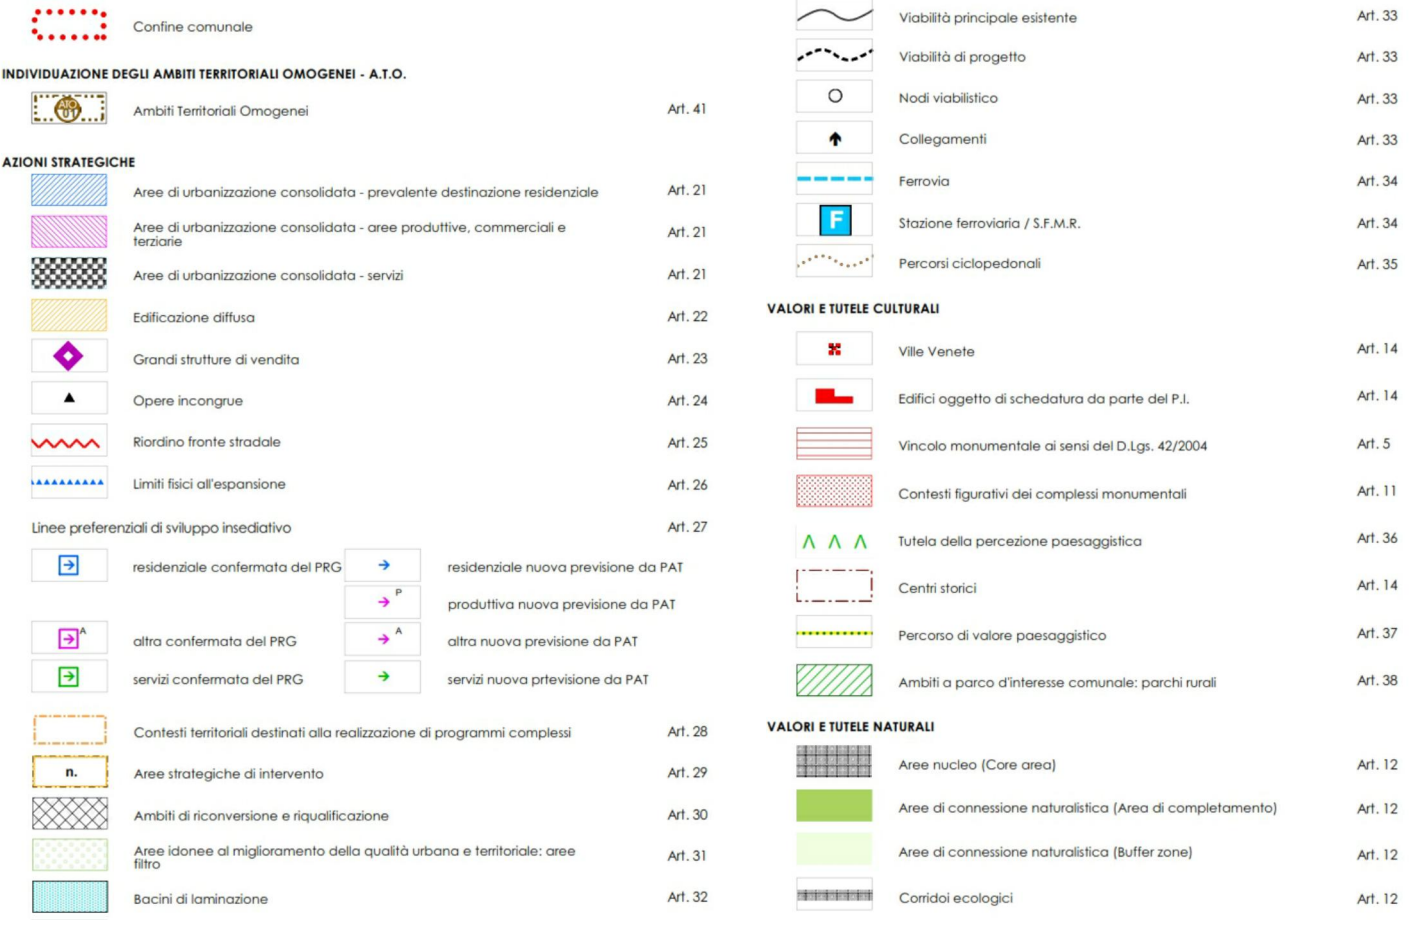 Confine comunale
INDIVIDUAZIONE DEGLI AMBITI TERRITORIALI OMOGENEI - A.T.O.
ATO 01 Ambiti Territoriali Omogenei Art. 41
AZIONI STRATEGICHE
Aree di urbanizzazione consolidata - prevalente destinazione residenziale Art. 21
Aree di urbanizzazione consolidata - aree produttive, commerciali e
terziarie Art. 21
Aree di urbanizzazione consolidata - servizi Art. 21
Edificazione diffusa Art. 22
Grandi strutture di vendita Art. 23
Opere incongrue Art. 24
Riordino fronte stradale Art. 25
Limiti fisici all'espansione Art. 26
Linee preferenziali di sviluppo insediativo Art. 27
residenziale confermata del PRG residenziale nuova previsione da PAT
P produttiva nuova previsione da PAT
A altra confermata del PRG A altra nuova previsione da PAT
servizi confermata del PRG servizi nuova prtevisione da PAT
Contesti territoriali destinati alla realizzazione di programmi complessi Art. 28
n. Aree strategiche di intervento Art. 29
Ambiti di riconversione e riqualificazione Art. 30
Aree idonee al miglioramento della qualità urbana e territoriale: aree
filtro Art. 31
Bacini di laminazione Art. 32
Viabilità principale esistente Art. 33
Viabilità di progetto Art. 33
Nodi viabilistico Art. 33
Collegamenti Art. 33
Ferrovia Art. 34
F Stazione ferroviaria / S.F.M.R. Art. 34
Percorsi ciclopedonali Art. 35
VALORI E TUTELE CULTURALI
Ville Venete Art. 14
Edifici oggetto di schedatura da parte del P.I. Art. 14
Vincolo monumentale ai sensi del D.Lgs. 42/2004 Art. 5
Contesti figurativi dei complessi monumentali Art. 11
Tutela della percezione paesaggistica Art. 36
Centri storici Art. 14
Percorso di valore paesaggistico Art. 37
Ambiti a parco d'interesse comunale: parchi rurali Art. 38
VALORI E TUTELE NATURALI
Aree nucleo (Core area) Art. 12
Aree di connessione naturalistica (Area di completamento) Art. 12
Aree di connessione naturalistica (Buffer zone) Art. 12
Corridoi ecologici Art. 12